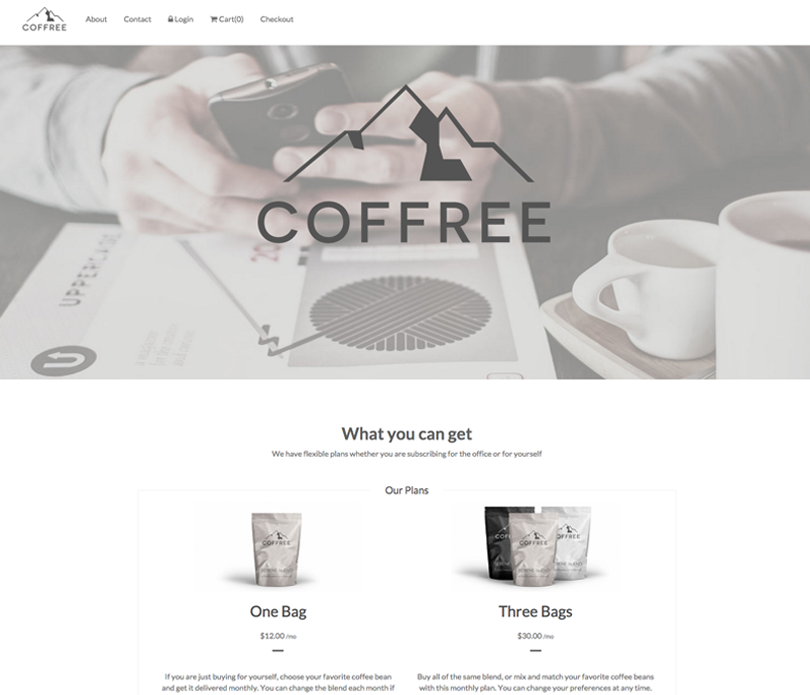 COFFREE
About
Contact
Login
Cart(0)
Checkout
COFFREE
UPPERCASE
What you can get
We have flexible plans whether you are subscribing for the office or for yourself
Our Plans
COFFREE
COFFREE
One Bag
Three Bags
$12.00 /mo
$30.00 /mo
If you are just buying for yourself, choose your favorite coffee bean
and get it delivered monthly. You can change the blend each month if
Buy all of the same blend, or mix and match your favorite coffee beans
with this monthly plan. You can change your preferences at any time.